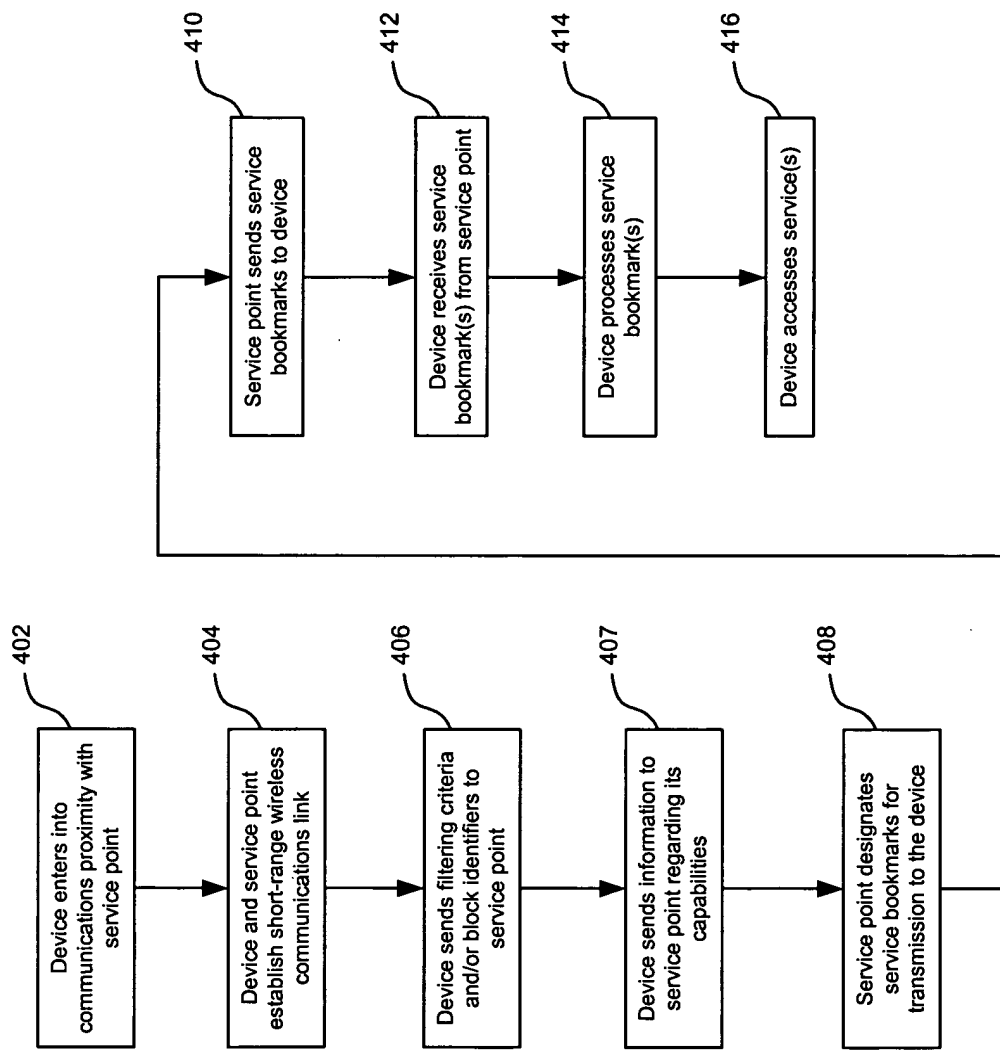 402
Device enters into
communications proximity with
service point
404
Device and service point
establish short-range wireless
communications link
406
Device sends filtering criteria
and/or block identifiers to
service point
407
Device sends information to
service point regarding its
capabilities
408
Service point designates
service bookmarks for
transmission to the device
410
Service point sends service
bookmarks to device
412
Device receives service
bookmark(s) from service point
414
Device processes service
bookmark(s)
416
Device accesses service(s)